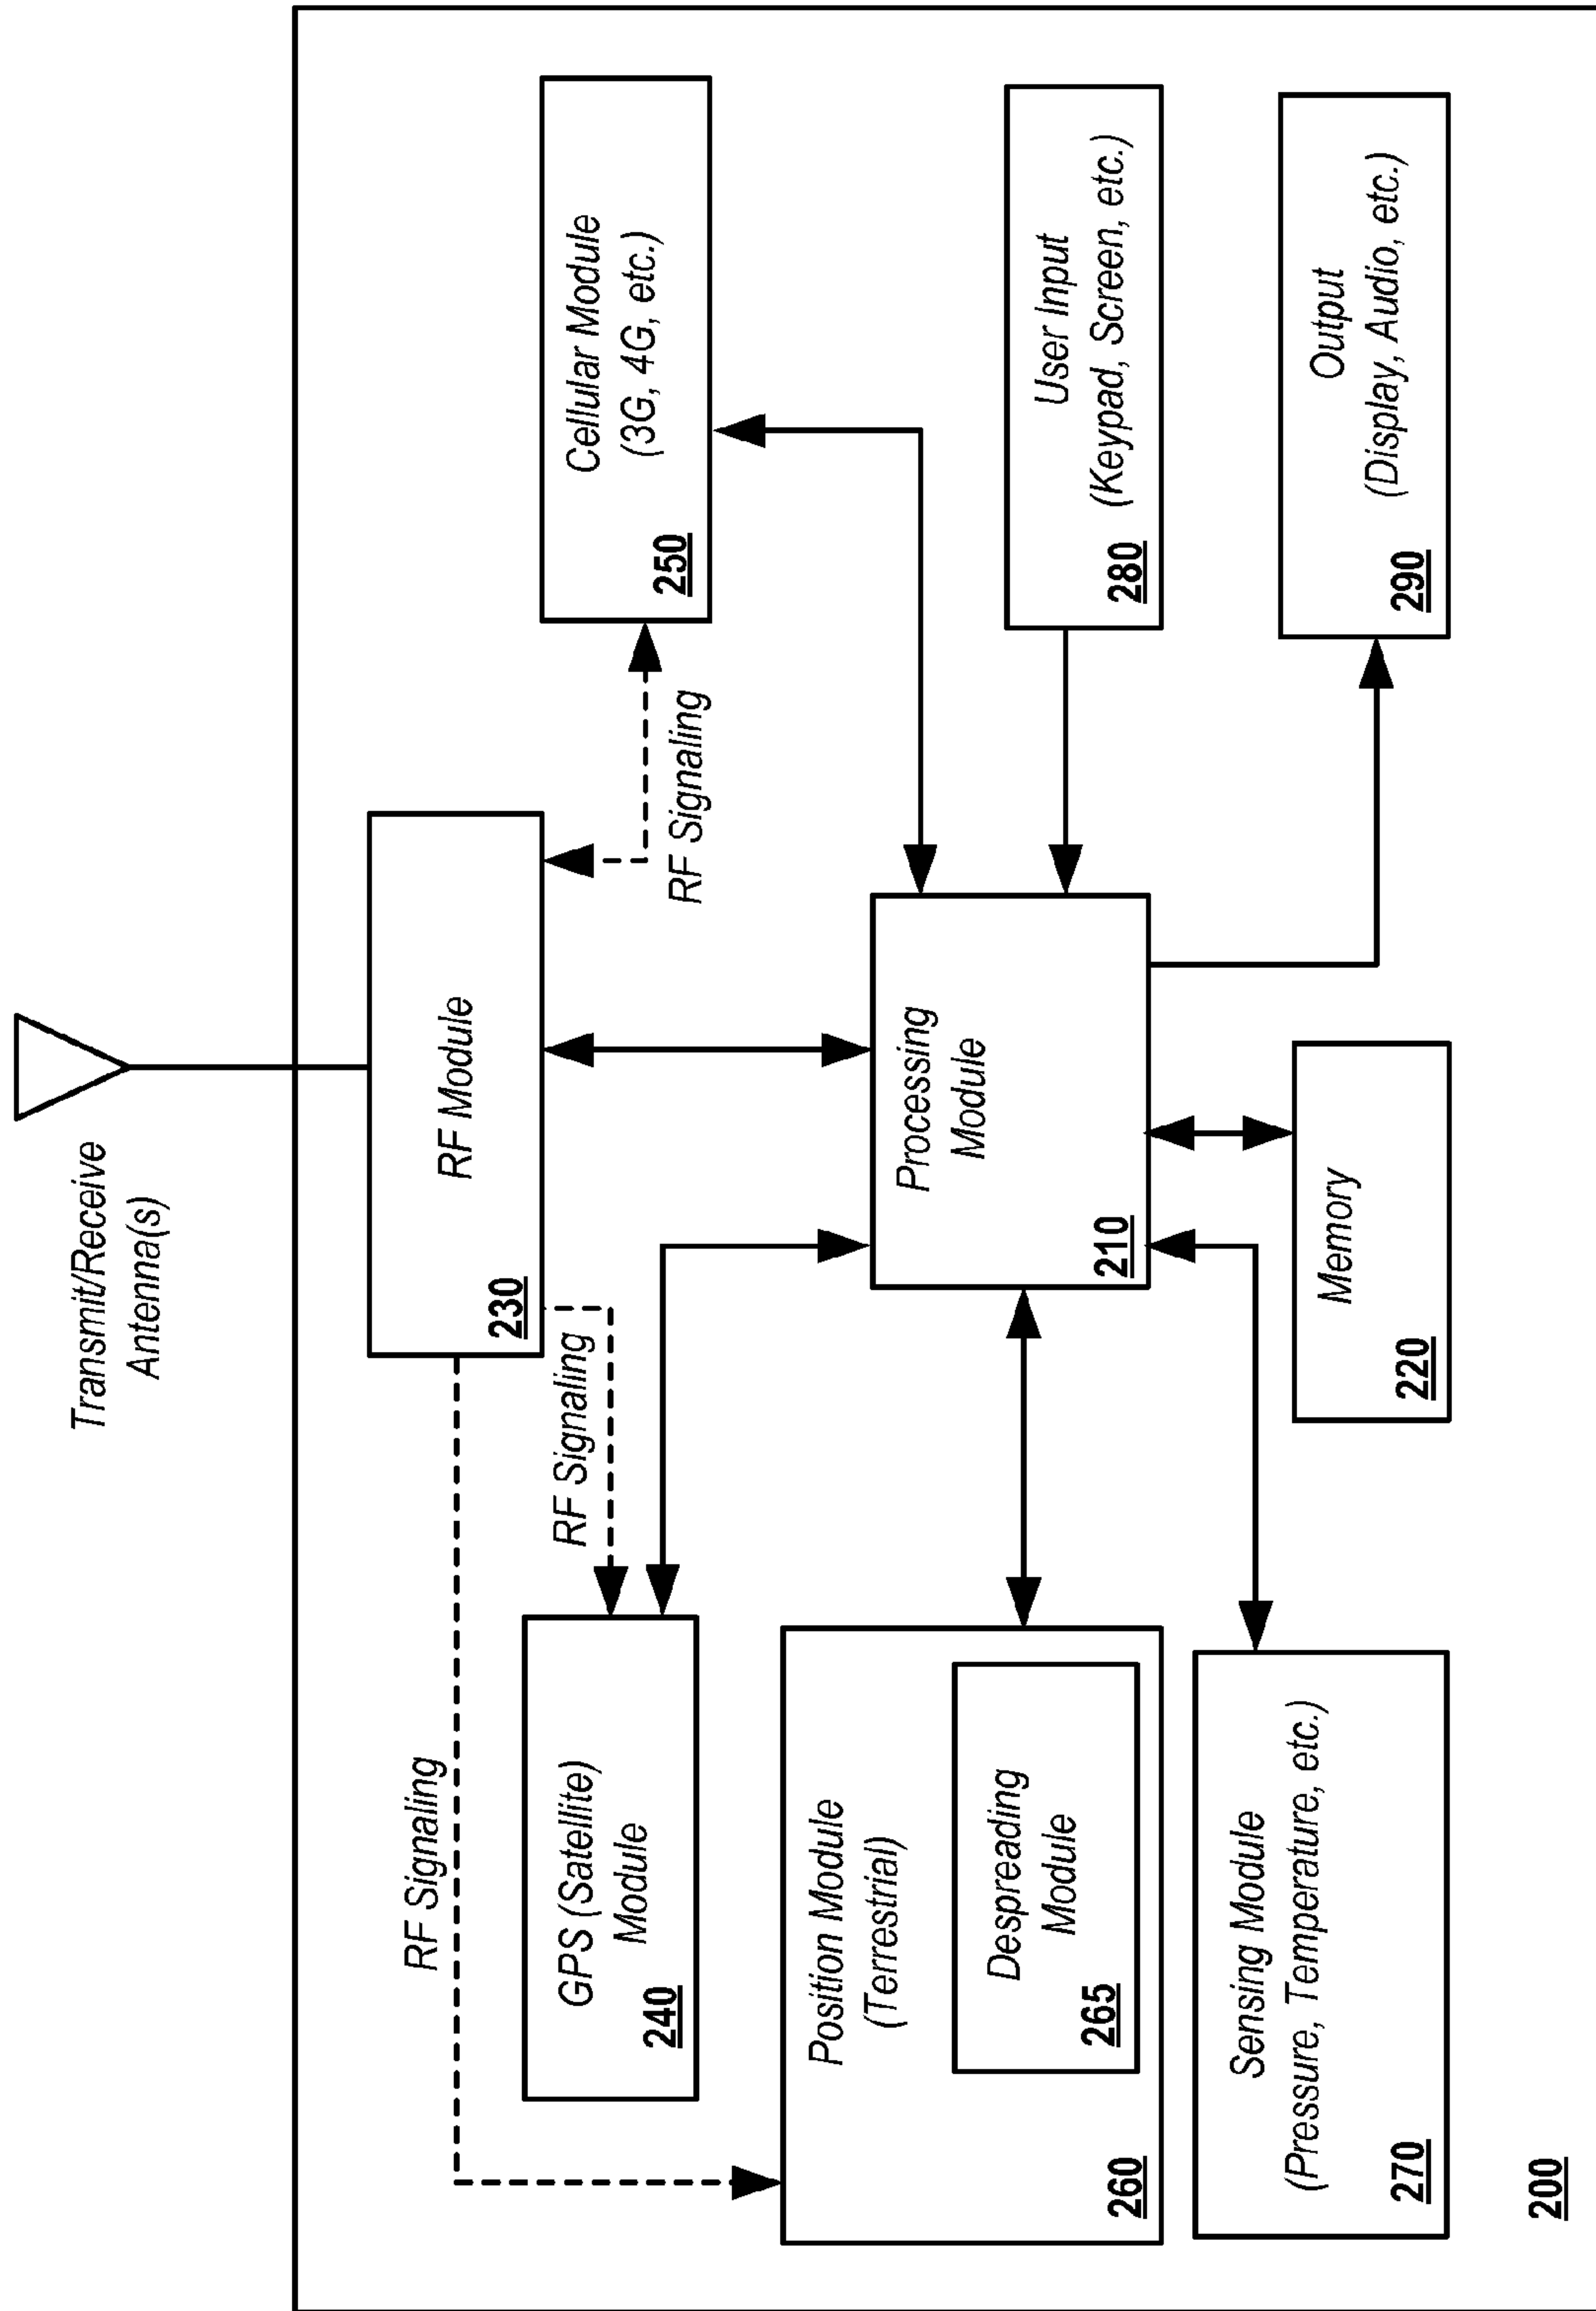 Transmit/Receive
Antenna(s)
RF Module
230
RF Signaling
RF Signaling
RF Signaling
GPS (Satellite)
Module
240
Cellular Module
(3G, 4G, etc.)
250
Position Module
(Terrestrial)
260
Despreading
Module
265
Processing
Module
210
User Input
(Keypad, Screen, etc.)
280
Sensing Module
(Pressure, Temperature, etc.)
270
Memory
220
Output
(Display, Audio, etc.)
290
200